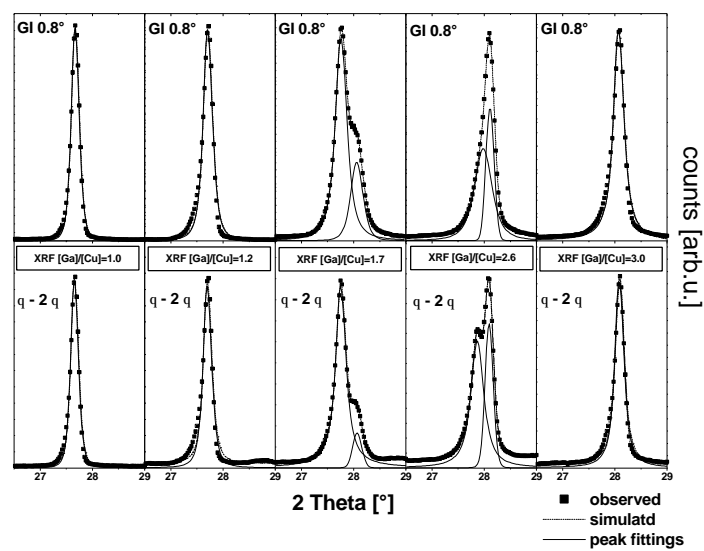 GI 0.8° GI 0.8° GI 0.8° GI 0.8° GI 0.8°
counts [arb.u.]
XRF [Ga]/[Cu]=1.0 XRF [Ga]/[Cu]=1.2 XRF [Ga]/[Cu]=1.7 XRF [Ga]/[Cu]=2.6 XRF [Ga]/[Cu]=3.0
q - 2 q q - 2 q q - 2 q q - 2 q q - 2 q
27 28 29 27 28 29 27 28 29 27 28 29 27 28 29
2 Theta [°]
observed
simulatd
peak fittings